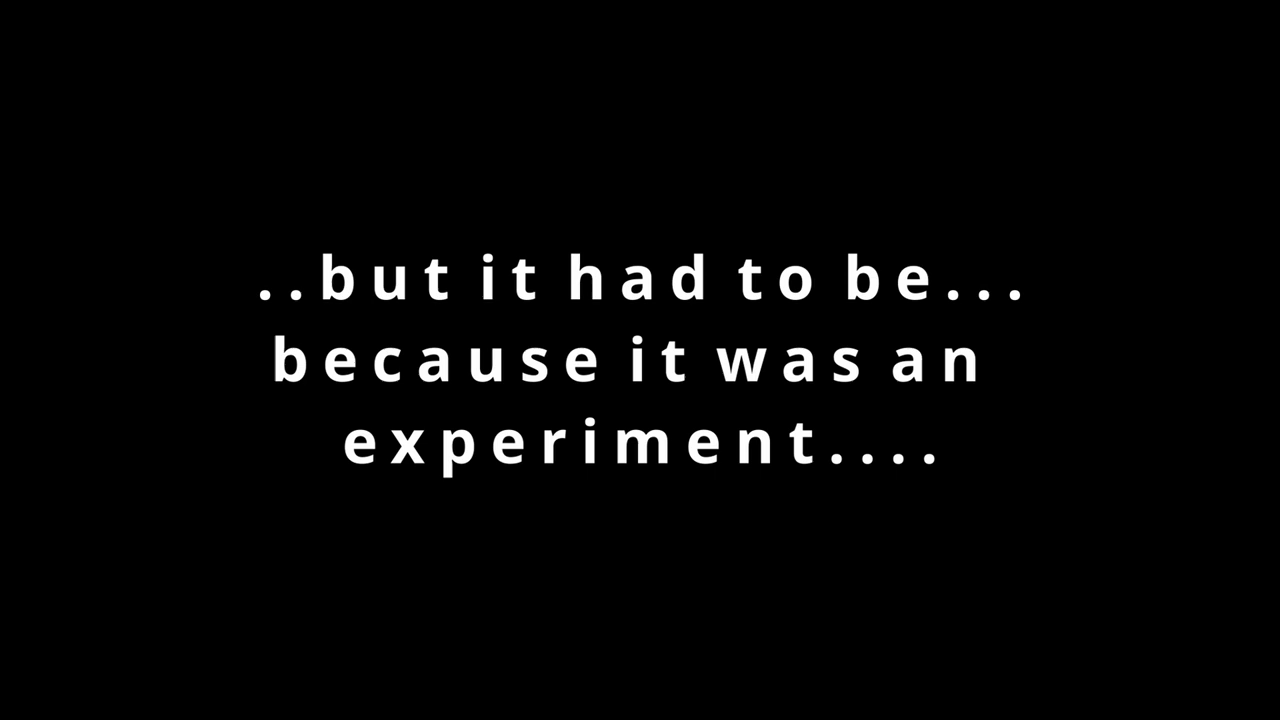 ..but it had to be...
because it was an
experiment....